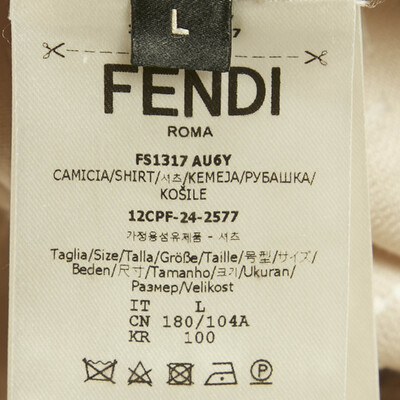 L
7
FENDI
ROMA
FS1317 AU6Y
CAMICIA/SHIRT/셔츠/KEMEJA/РУБАШКА/
KOŠILE
12CPF-24-2577
가정용섬유제품 - 셔츠
Taglia/Size/Talla/Größe/Taille/号型/サイズ/
Beden/尺寸/Tamanho/크기/Ukuran/
Размер/Velikost
IT L
CN 180/104A
KR 100
P